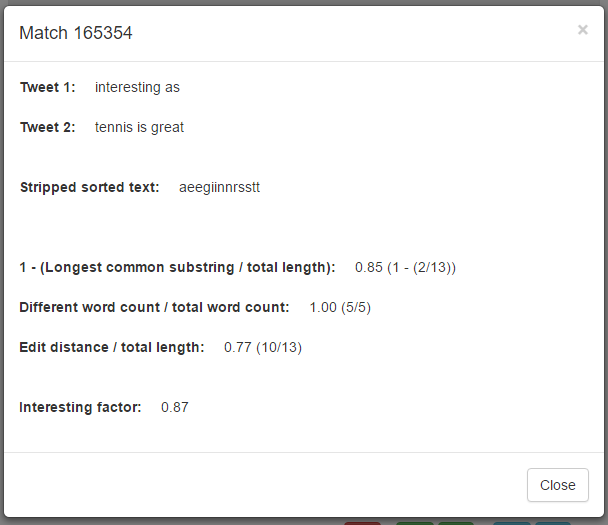 Match 165354 ×
Tweet 1: interesting as
Tweet 2: tennis is great
Stripped sorted text: aeegiinnrsstt
1 - (Longest common substring / total length): 0.85 (1 - (2/13))
Different word count / total word count: 1.00 (5/5)
Edit distance / total length: 0.77 (10/13)
Interesting factor: 0.87
Close